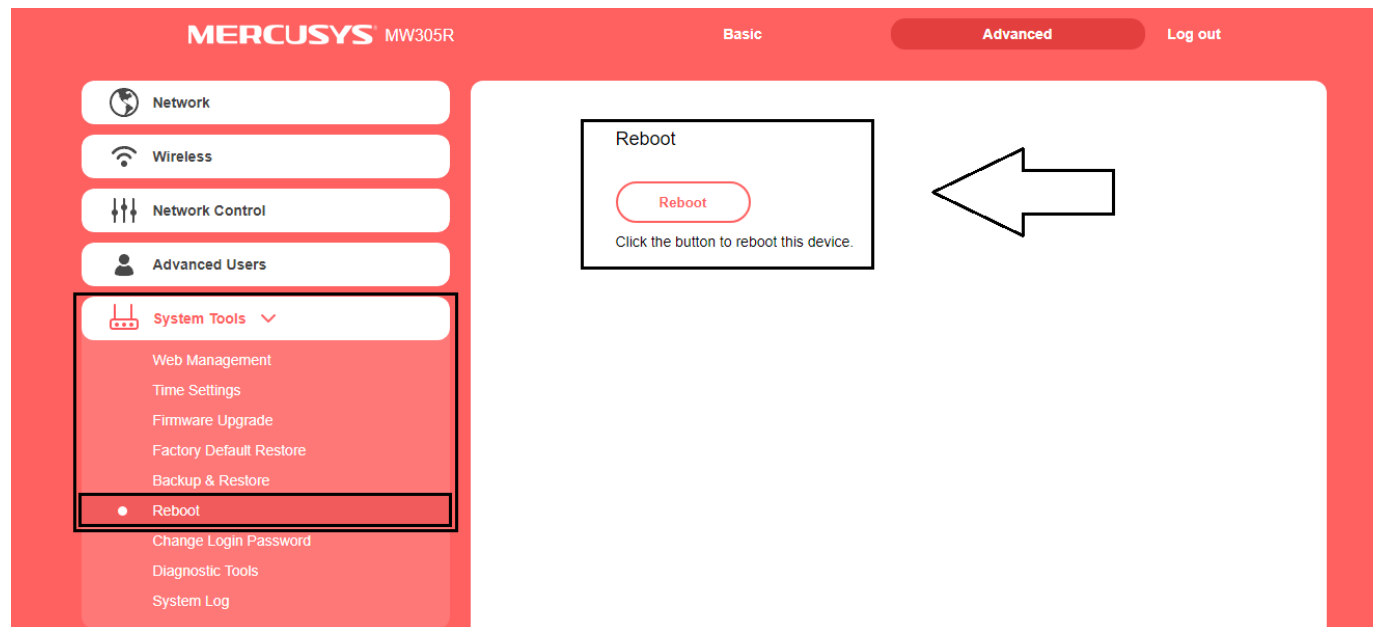 MERCUSYS MW305R
Basic
Advanced
Log out
Network
Wireless
Network Control
Advanced Users
System Tools
Web Management
Time Settings
Firmware Upgrade
Factory Default Restore
Backup & Restore
Reboot
Change Login Password
Diagnostic Tools
System Log
Reboot
Reboot
Click the button to reboot this device.